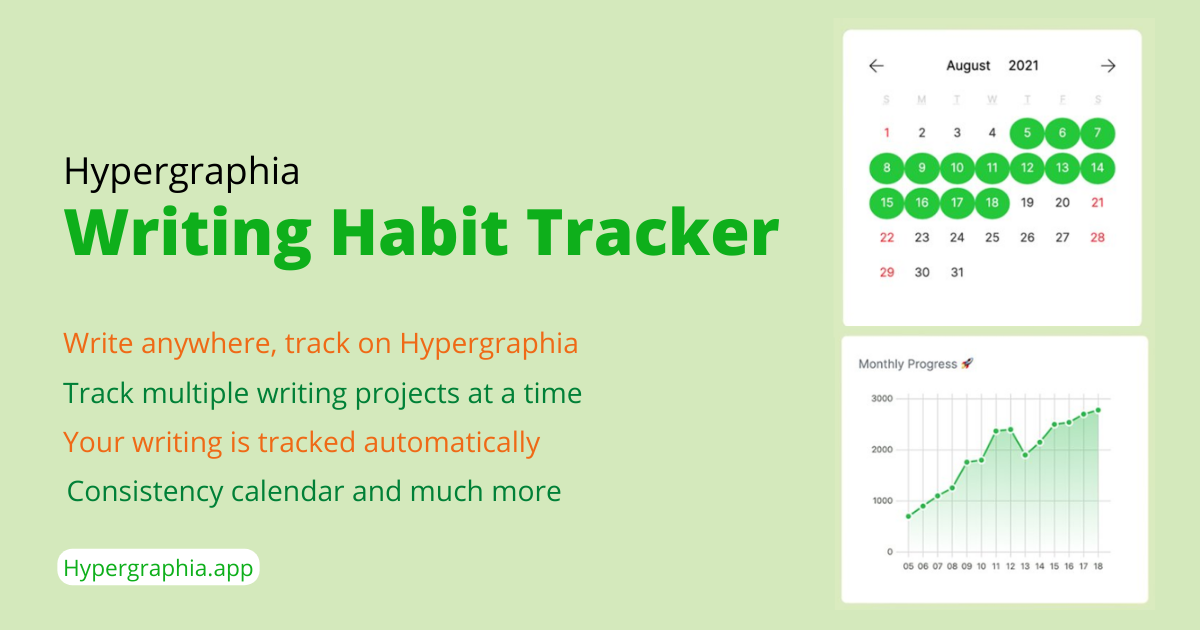 Hypergraphia
Writing Habit Tracker
Write anywhere, track on Hypergraphia
Track multiple writing projects at a time
Your writing is tracked automatically
Consistency calendar and much more
Hypergraphia.app
August 2021
S M T W T F S
1 2 3 4 5 6 7
8 9 10 11 12 13 14
15 16 17 18 19 20 21
22 23 24 25 26 27 28
29 30 31
Monthly Progress 🚀
3000
2000
1000
0
05 06 07 08 09 10 11 12 13 14 15 16 17 18